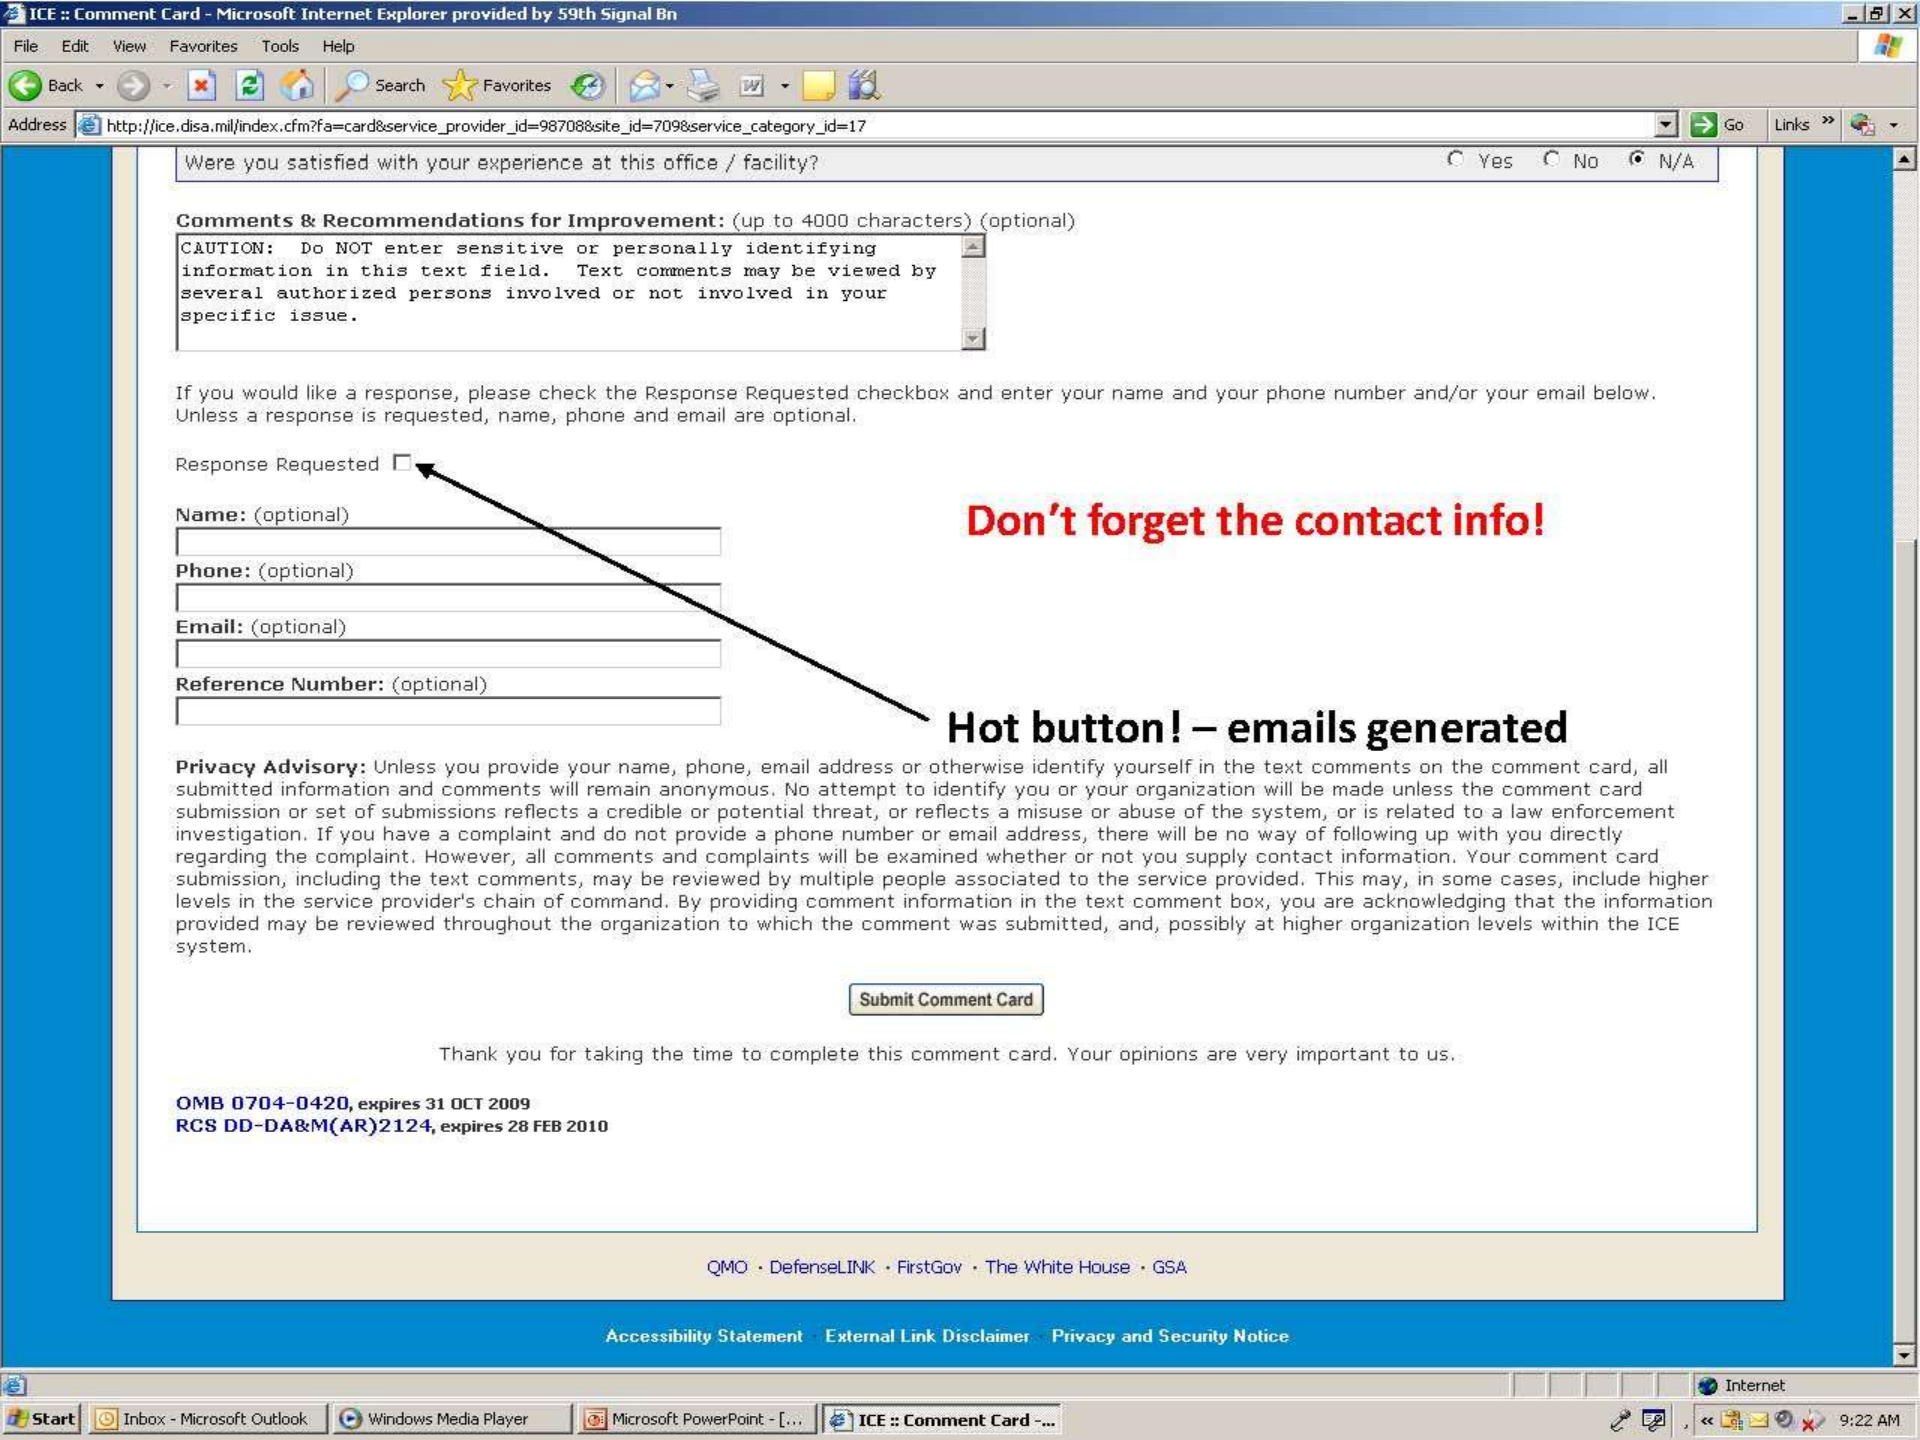 ICE :: Comment Card - Microsoft Internet Explorer provided by 59th Signal Bn
File Edit View Favorites Tools Help
Back Search Favorites
Address http://ice.disa.mil/index.cfm?fa=card&service_provider_id=98708&site_id=709&service_category_id=17 Go Links »
Were you satisfied with your experience at this office / facility? Yes No N/A
Comments & Recommendations for Improvement: (up to 4000 characters) (optional)
CAUTION: Do NOT enter sensitive or personally identifying
information in this text field. Text comments may be viewed by
several authorized persons involved or not involved in your
specific issue.
If you would like a response, please check the Response Requested checkbox and enter your name and your phone number and/or your email below.
Unless a response is requested, name, phone and email are optional.
Response Requested
Name: (optional)
Don't forget the contact info!
Phone: (optional)
Email: (optional)
Reference Number: (optional)
Hot button! – emails generated
Privacy Advisory: Unless you provide your name, phone, email address or otherwise identify yourself in the text comments on the comment card, all
submitted information and comments will remain anonymous. No attempt to identify you or your organization will be made unless the comment card
submission or set of submissions reflects a credible or potential threat, or reflects a misuse or abuse of the system, or is related to a law enforcement
investigation. If you have a complaint and do not provide a phone number or email address, there will be no way of following up with you directly
regarding the complaint. However, all comments and complaints will be examined whether or not you supply contact information. Your comment card
submission, including the text comments, may be reviewed by multiple people associated to the service provided. This may, in some cases, include higher
levels in the service provider's chain of command. By providing comment information in the text comment box, you are acknowledging that the information
provided may be reviewed throughout the organization to which the comment was submitted, and, possibly at higher organization levels within the ICE
system.
Submit Comment Card
Thank you for taking the time to complete this comment card. Your opinions are very important to us.
OMB 0704-0420, expires 31 OCT 2009
RCS DD-DA&M(AR)2124, expires 28 FEB 2010
QMO · DefenseLINK · FirstGov · The White House · GSA
Accessibility Statement · External Link Disclaimer · Privacy and Security Notice
Internet
Start Inbox - Microsoft Outlook Windows Media Player Microsoft PowerPoint - [... ICE :: Comment Card -... « 9:22 AM